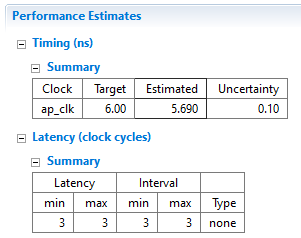 Performance Estimates
Timing (ns)
Summary
Clock Target Estimated Uncertainty
ap_clk 6.00 5.690 0.10
Latency (clock cycles)
Summary
Latency Interval
min max min max Type
3 3 3 3 none